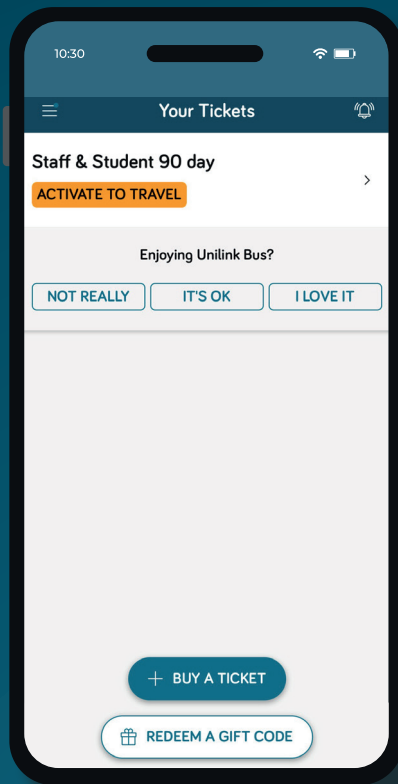 10:30
Your Tickets
Staff & Student 90 day
ACTIVATE TO TRAVEL
Enjoying Unilink Bus?
NOT REALLY IT'S OK I LOVE IT
BUY A TICKET
REDEEM A GIFT CODE